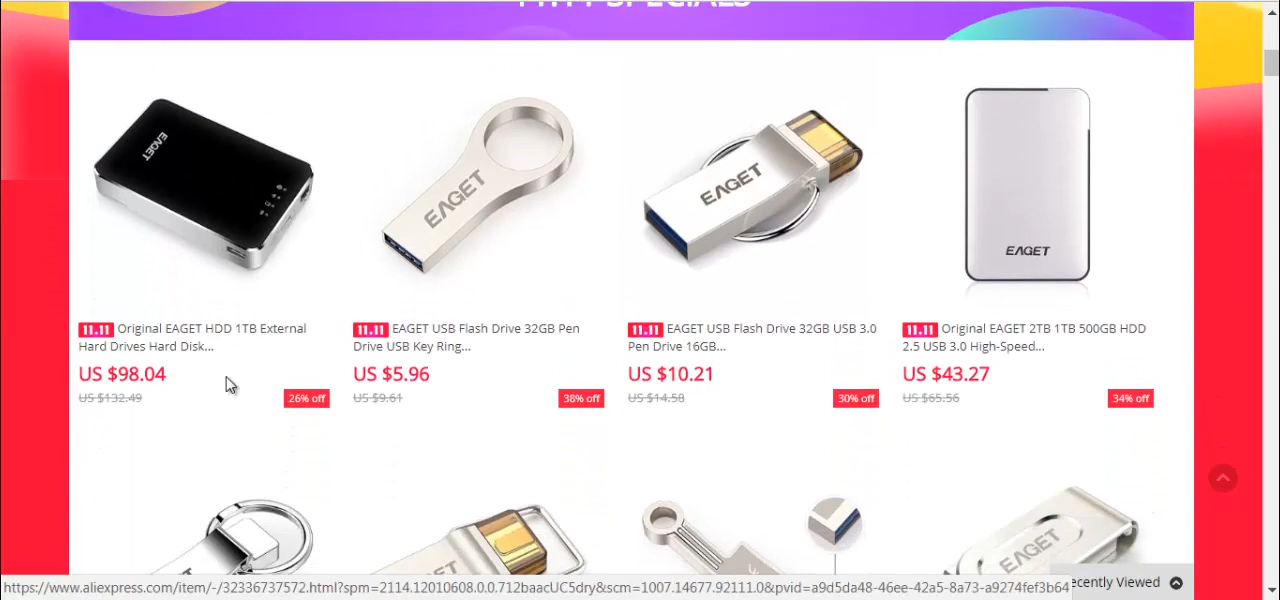 11.11 SPECIALS
EAGET
EAGET
EAGET
EAGET
11.11 Original EAGET HDD 1TB External
Hard Drives Hard Disk...
US $98.04
US $132.49
26% off
11.11 EAGET USB Flash Drive 32GB Pen
Drive USB Key Ring...
US $5.96
US $9.61
38% off
11.11 EAGET USB Flash Drive 32GB USB 3.0
Pen Drive 16GB...
US $10.21
US $14.58
30% off
11.11 Original EAGET 2TB 1TB 500GB HDD
2.5 USB 3.0 High-Speed...
US $43.27
US $65.56
34% off
EAGET
https://www.aliexpress.com/item/-/32336737572.html?spm=2114.12010608.0.0.712baacUC5dry&scm=1007.14677.92111.0&pvid=a9d5da48-46ee-42a5-8a73-a9274fef3b64
ecently Viewed